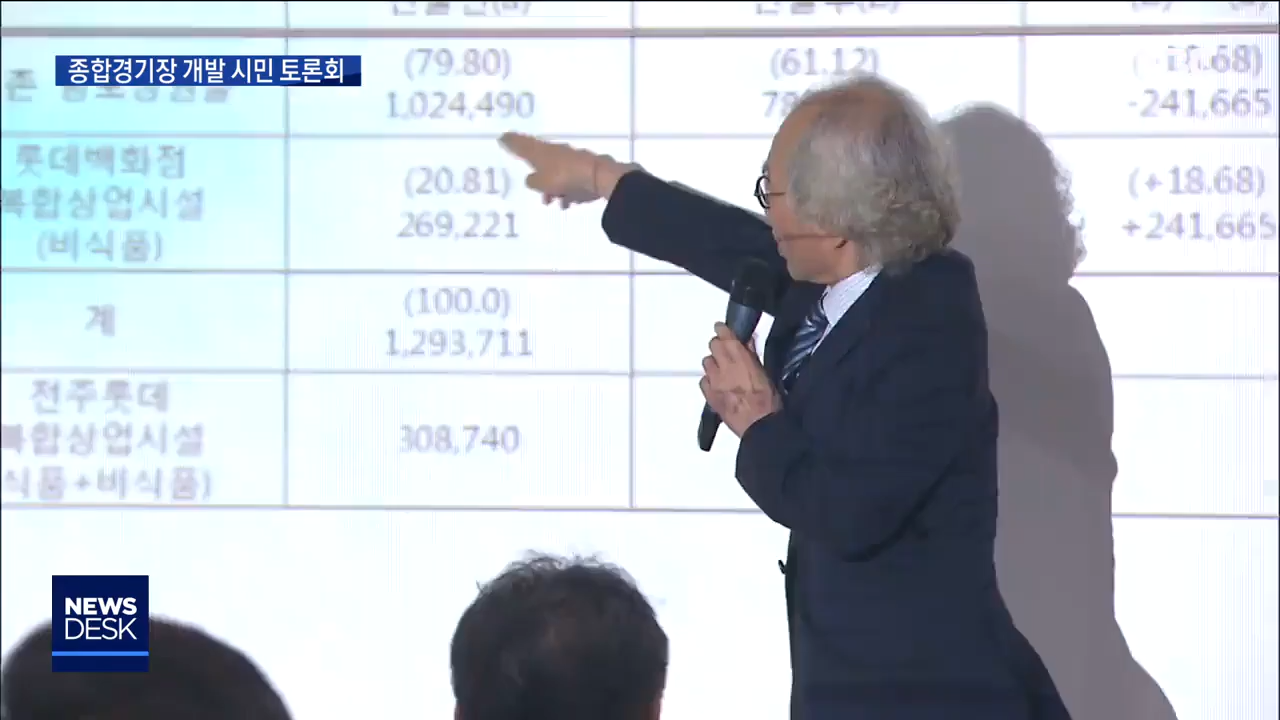 종합경기장 개발 시민 토론회
(79.80)
(61.12)
1,024,490
-241,665
롯데백화점
복합상업시설
(비식품)
(20.81)
269,221
(+18.68)
+241,665
계
(100.0)
1,293,711
전주롯데
복합상업시설
식품+비식품)
308,740
NEWS
DESK